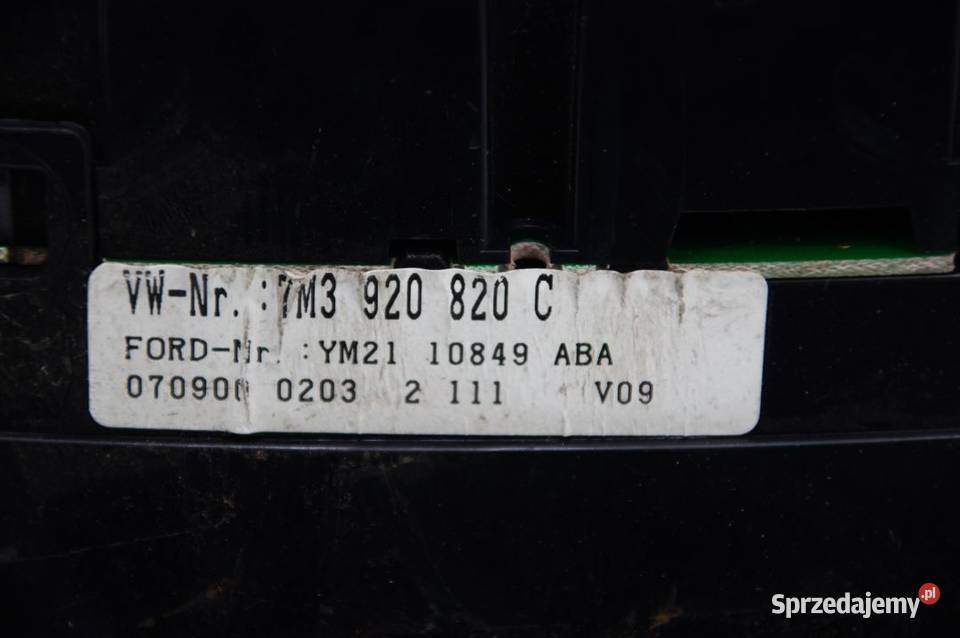 VW-Nr. :7M3 920 820 C
FORD-Nr. :YM21 10849 ABA
070900 0203 2 111 V09
Sprzedajemy.pl